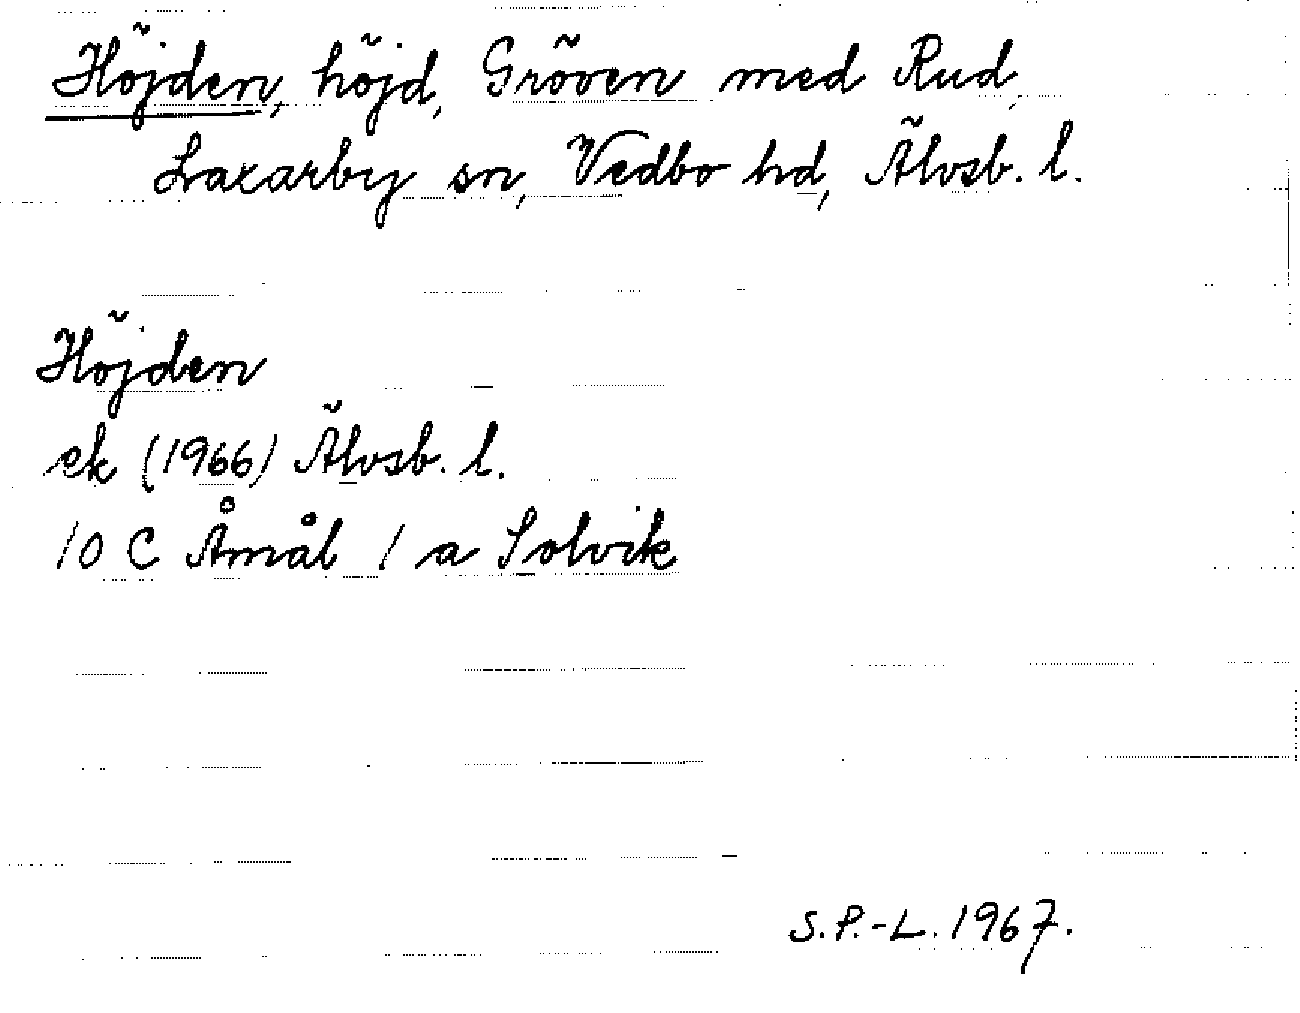 Höjden, höjd, Gröven med Rud,
Laxarby sn, Vedbo hd, Älvsb. l.
Höjden
ek (1966) Älvsb. l.
10 C Åmål 1 a Solvik
S.P.-L. 1967.